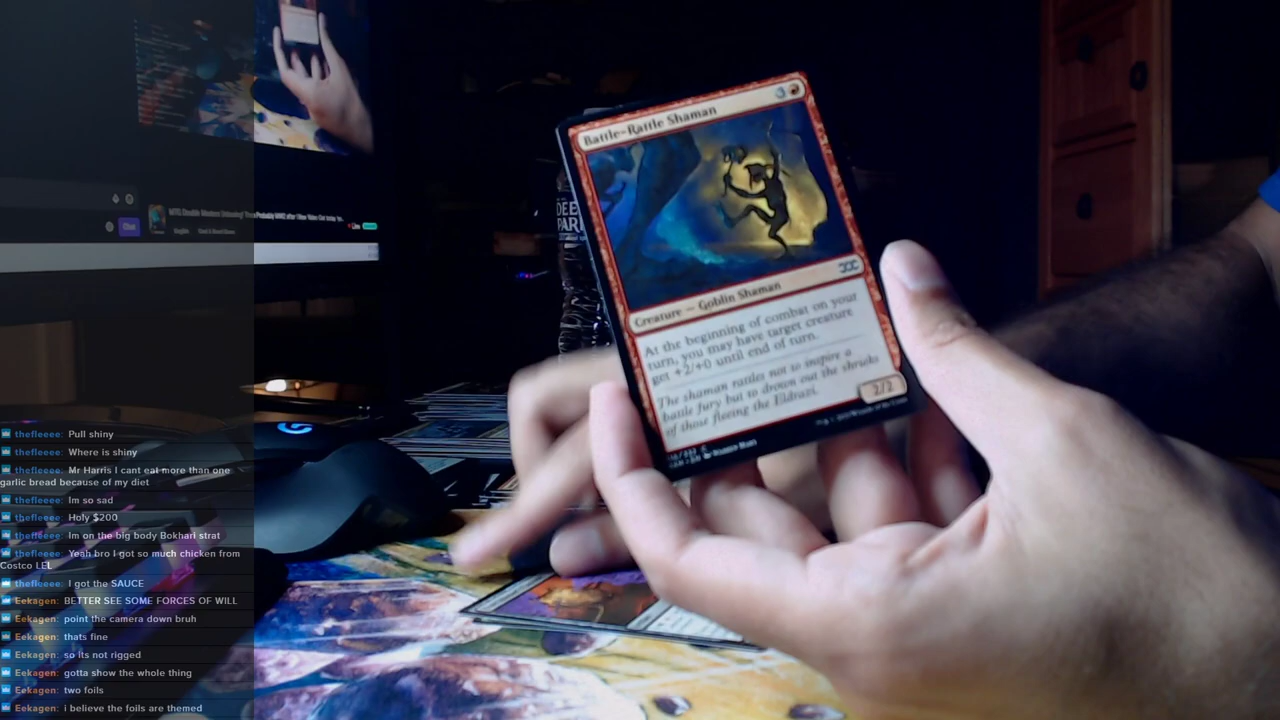 thefleeee: Pull shiny
thefleeee: Where is shiny
thefleeee: Mr Harris I cant eat more than one
garlic bread because of my diet
thefleeee: Im so sad
thefleeee: Holy $200
thefleeee: Im on the big body Bokhari strat
thefleeee: Yeah bro I got so much chicken from
Costco LEL
thefleeee: I got the SAUCE
Eekagen: BETTER SEE SOME FORCES OF WILL
Eekagen: point the camera down bruh
Eekagen: thats fine
Eekagen: so its not rigged
Eekagen: gotta show the whole thing
Eekagen: two foils
Eekagen: i believe the foils are themed
Battle-Rattle Shaman
3
Creature — Goblin Shaman
At the beginning of combat on your
turn, you may have target creature
get +2/+0 until end of turn.
The shaman rattles not to inspire a
battle fury but to drown out the shrieks
of those fleeing the Eldrazi.
2/2